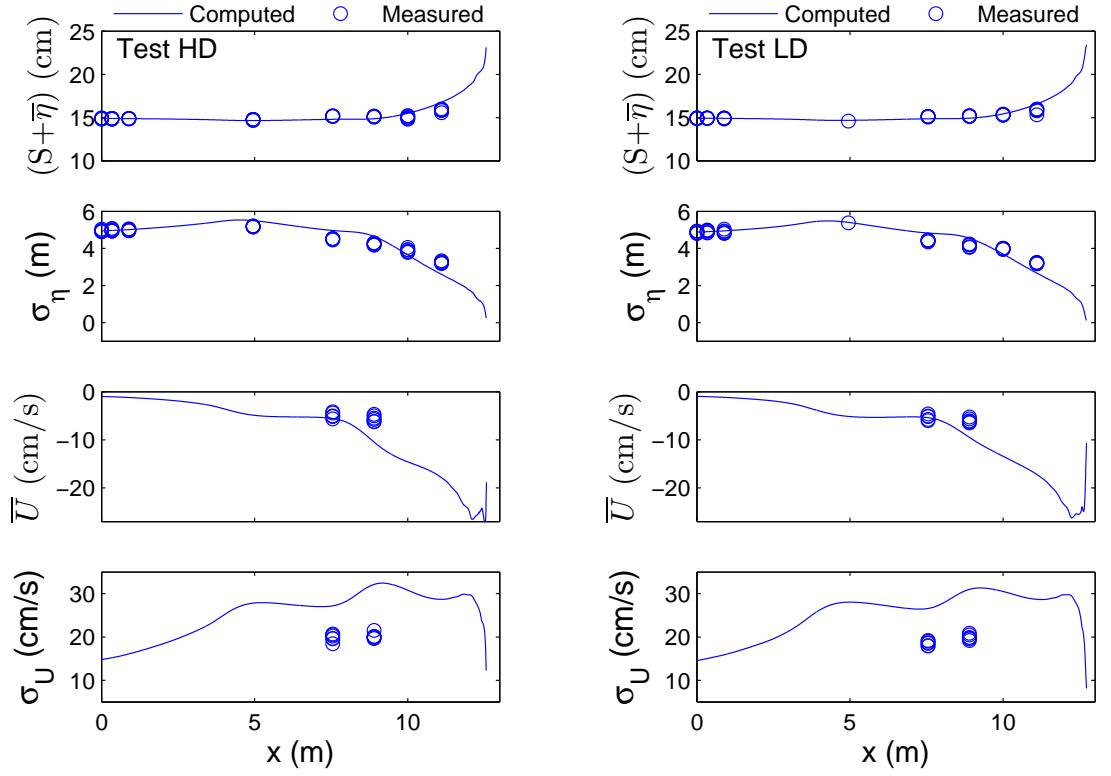 Computed Measured
Test HD
(S+η̅) (cm)
25
20
15
10
σ_η (m)
6
4
2
0
U̅ (cm/s)
0
−10
−20
σ_U (cm/s)
30
20
10
0 5 10
x (m)
Computed Measured
Test LD
(S+η̅) (cm)
25
20
15
10
σ_η (m)
6
4
2
0
U̅ (cm/s)
0
−10
−20
σ_U (cm/s)
30
20
10
0 5 10
x (m)